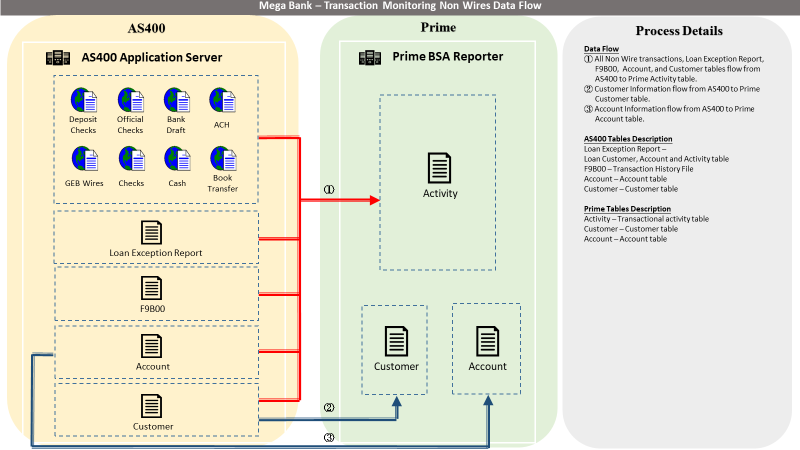 Mega Bank – Transaction Monitoring Non Wires Data Flow
AS400
AS400 Application Server
Deposit
Checks
Official
Checks
Bank
Draft
ACH
GEB Wires
Checks
Cash
Book
Transfer
Loan Exception Report
F9B00
Account
Customer
①
②
③
Prime
Prime BSA Reporter
Activity
Customer
Account
Process Details
Data Flow
① All Non Wire transactions, Loan Exception Report,
F9B00, Account, and Customer tables flow from
AS400 to Prime Activity table.
② Customer Information flow from AS400 to Prime
Customer table.
③ Account Information flow from AS400 to Prime
Account table.
AS400 Tables Description
Loan Exception Report –
Loan Customer, Account and Activity table
F9B00 – Transaction History File
Account – Account table
Customer – Customer table
Prime Tables Description
Activity – Transactional activity table
Customer – Customer table
Account – Account table